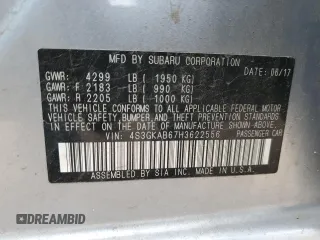 MFD BY SUBARU CORPORATION
DATE: 06/17
GVWR: 4299 LB ( 1950 KG)
GAWR: F 2183 LB ( 990 KG)
GAWR: R 2205 LB ( 1000 KG)
THIS VEHICLE CONFORMS TO ALL APPLICABLE FEDERAL MOTOR
VEHICLE SAFETY, BUMPER, AND THEFT PREVENTION STANDARDS
IN EFFECT ON THE DATE OF MANUFACTURE SHOWN ABOVE.
VIN: 4S3GKAB67H3622556 PASSENGER CAR
ASSEMBLED BY SIA INC. MADE IN U.S.A.
DREAMBID
.com